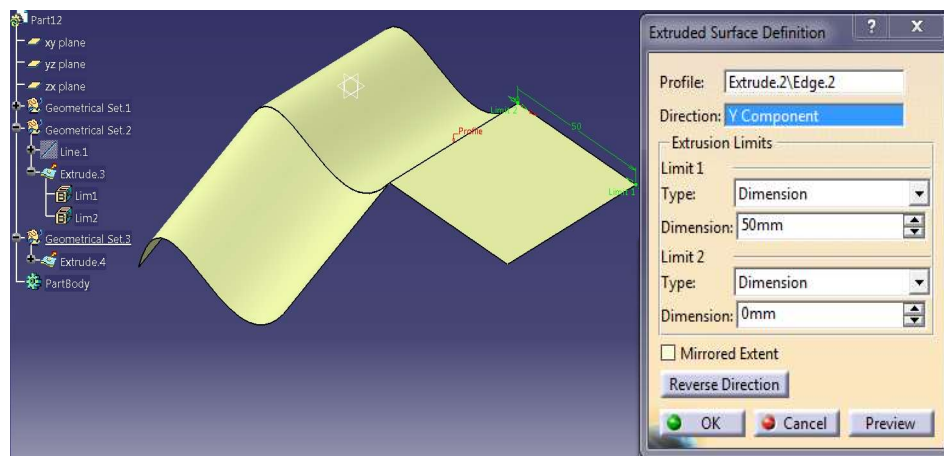 Part12
xy plane
yz plane
zx plane
Geometrical Set.1
Geometrical Set.2
Line.1
Extrude.3
Lim1
Lim2
Geometrical Set.3
Extrude.4
PartBody
Limit 2
50
Profile
Limit 1
Extruded Surface Definition ? X
Profile: Extrude.2\Edge.2
Direction: Y Component
Extrusion Limits
Limit 1
Type: Dimension
Dimension: 50mm
Limit 2
Type: Dimension
Dimension: 0mm
Mirrored Extent
Reverse Direction
OK Cancel Preview